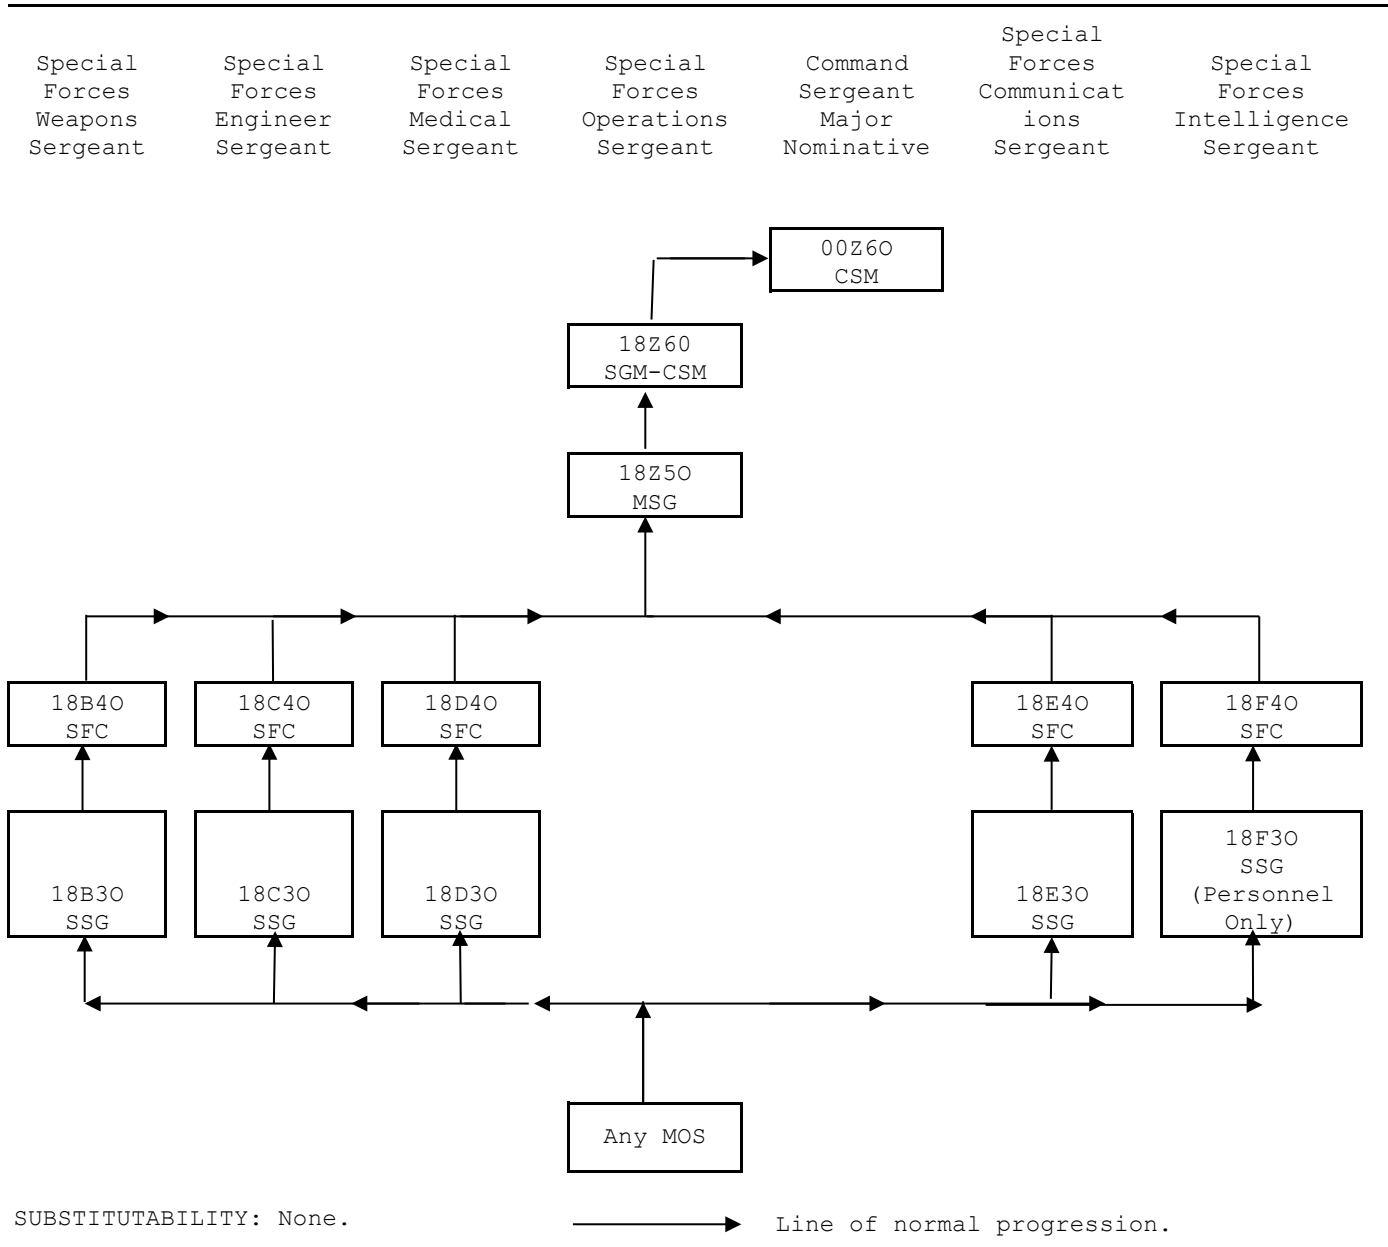 Special
Forces
Weapons
Sergeant
Special
Forces
Engineer
Sergeant
Special
Forces
Medical
Sergeant
Special
Forces
Operations
Sergeant
Command
Sergeant
Major
Nominative
Special
Forces
Communicat
ions
Sergeant
Special
Forces
Intelligence
Sergeant
00Z6O
CSM
18Z60
SGM-CSM
18Z5O
MSG
18B4O
SFC
18C4O
SFC
18D4O
SFC
18E4O
SFC
18F4O
SFC
18B3O
SSG
18C3O
SSG
18D3O
SSG
18E3O
SSG
18F3O
SSG
(Personnel
Only)
Any MOS
SUBSTITUTABILITY: None.
Line of normal progression.